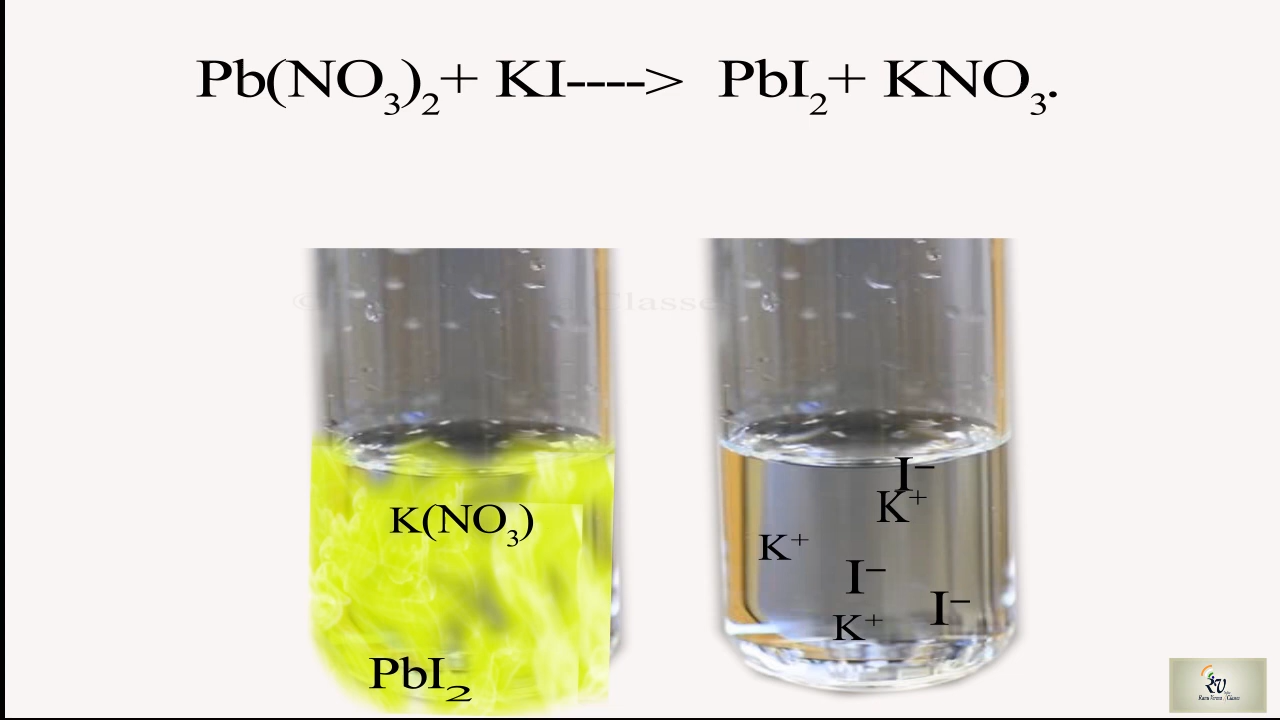 Pb(NO₃)₂+ KI----> PbI₂+ KNO₃.
K(NO₃)
PbI₂
I⁻
K⁺
K⁺
I⁻
I⁻
K⁺